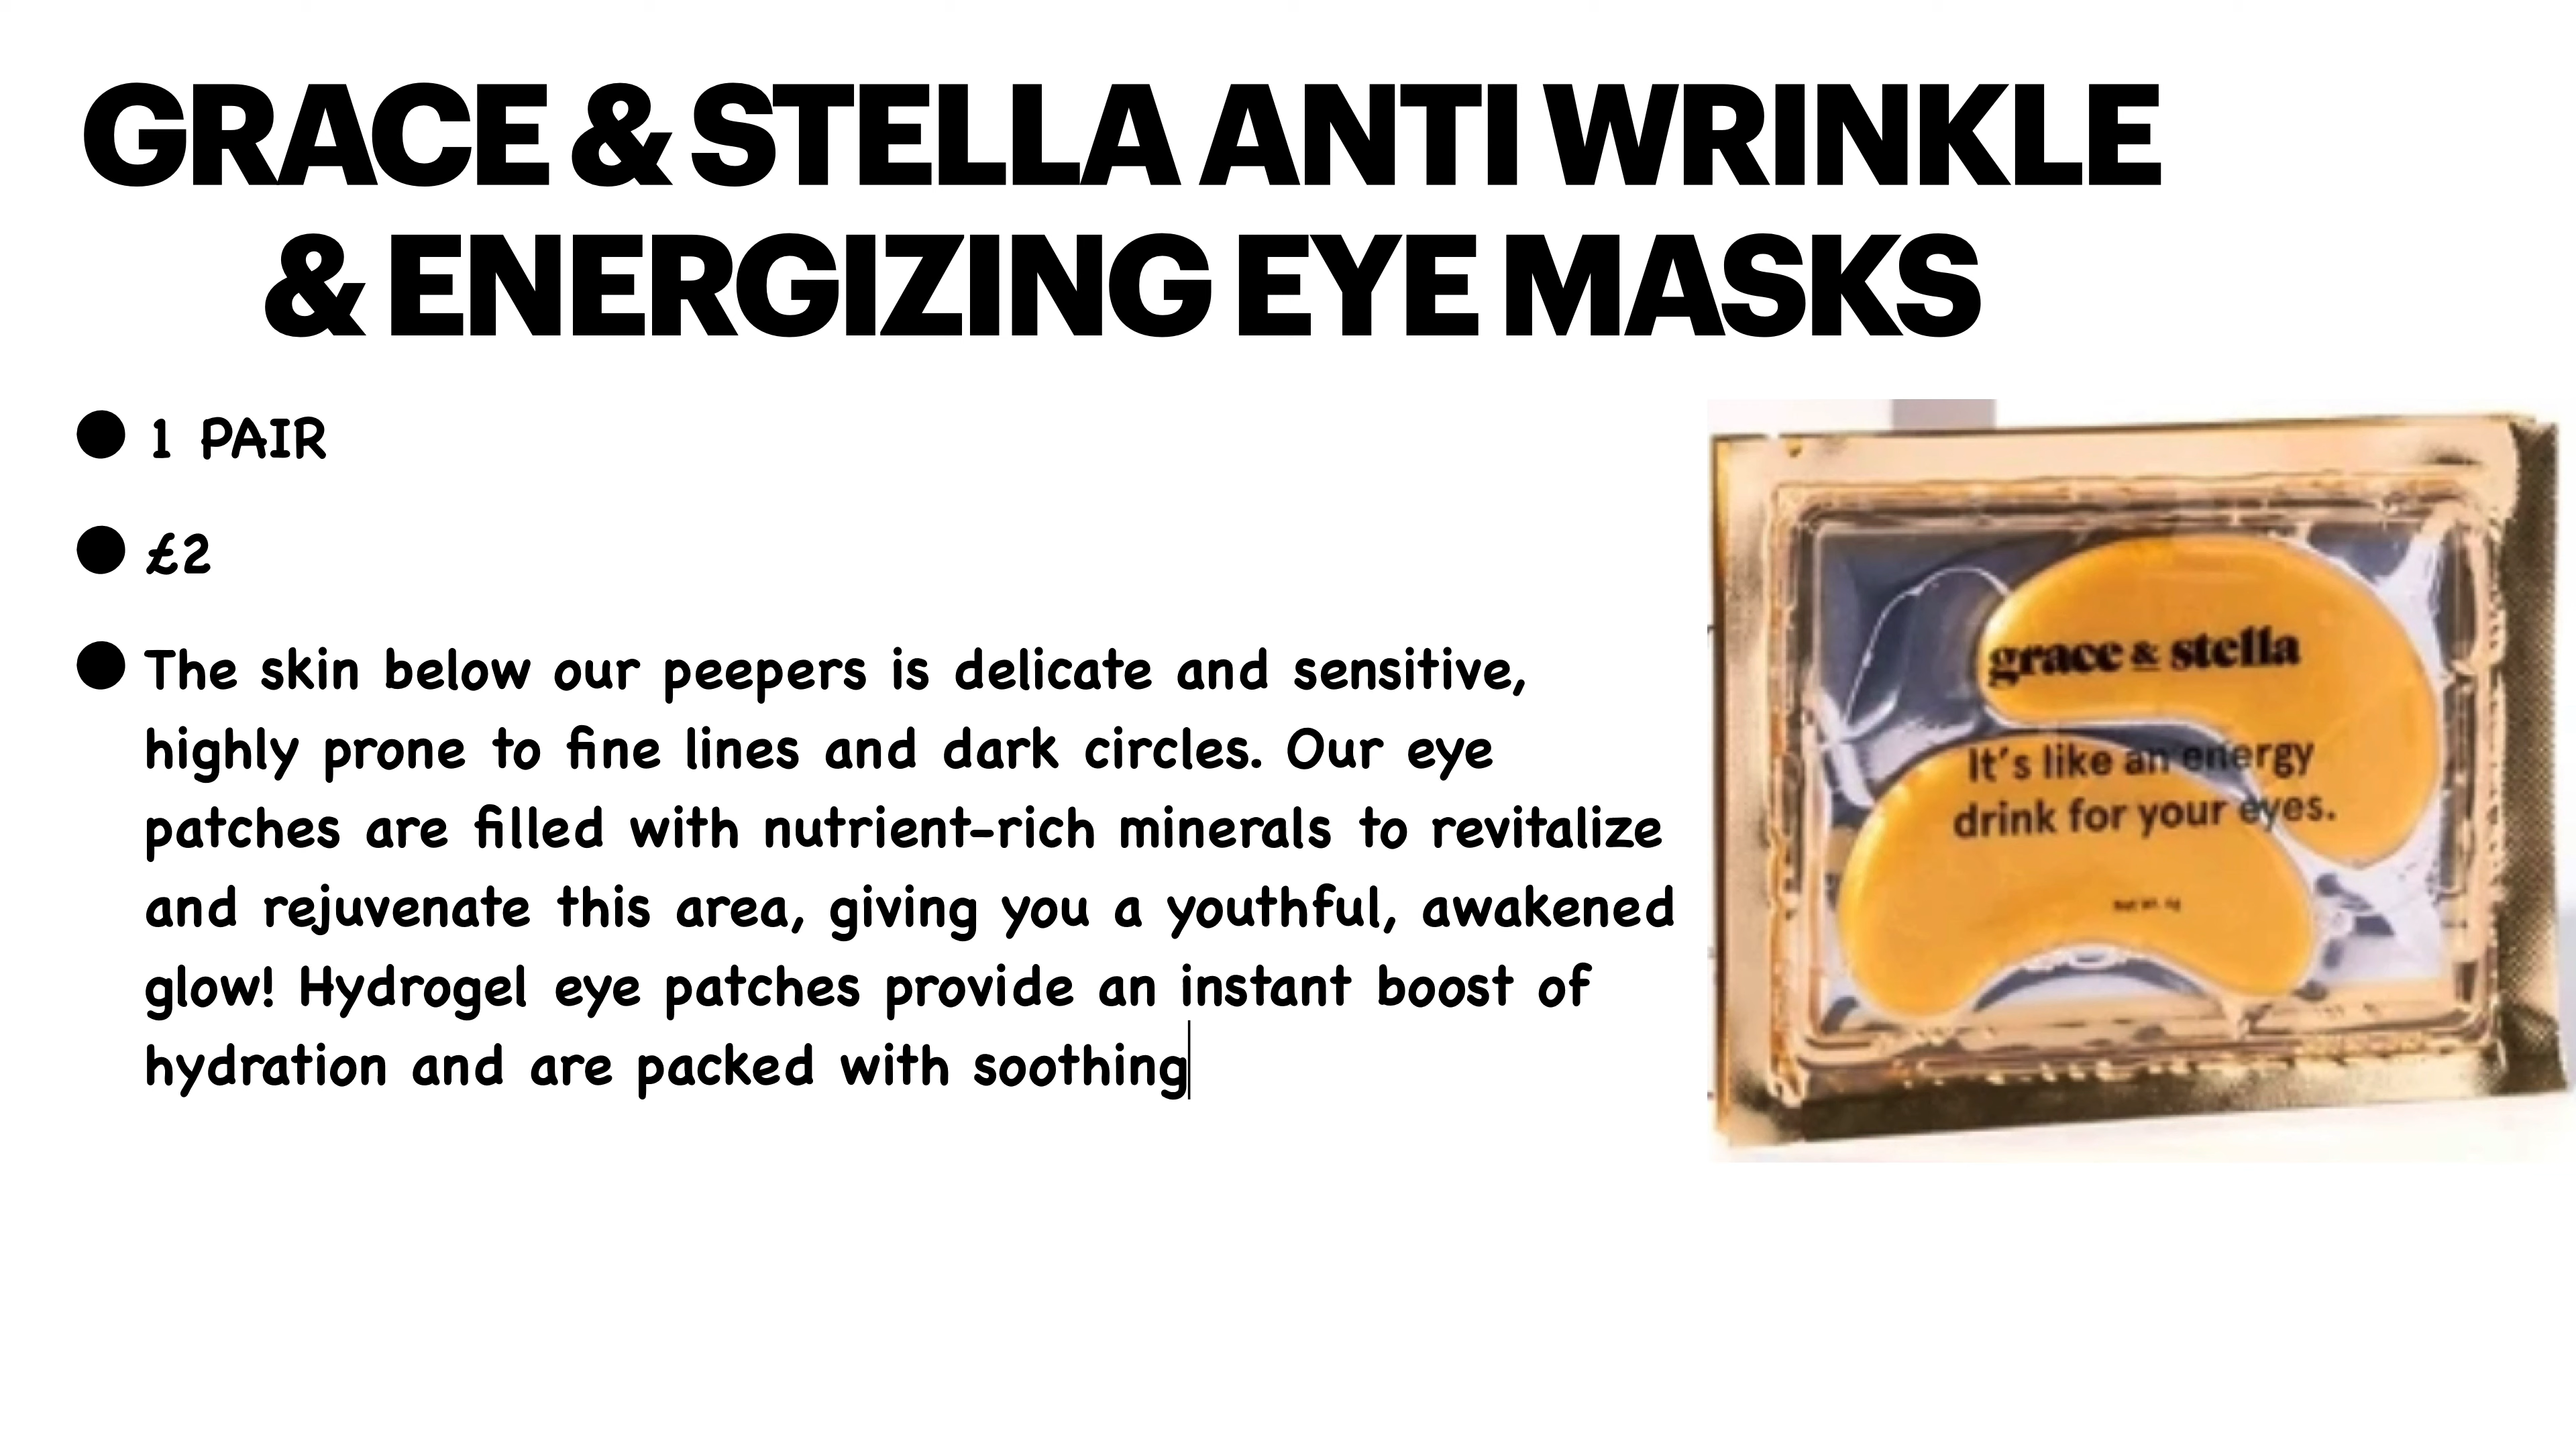 GRACE & STELLA ANTI WRINKLE
& ENERGIZING EYE MASKS
● 1 PAIR
● £2
● The skin below our peepers is delicate and sensitive,
highly prone to fine lines and dark circles. Our eye
patches are filled with nutrient-rich minerals to revitalize
and rejuvenate this area, giving you a youthful, awakened
glow! Hydrogel eye patches provide an instant boost of
hydration and are packed with soothing
grace & stella
It's like an energy
drink for your eyes.
Net wt.